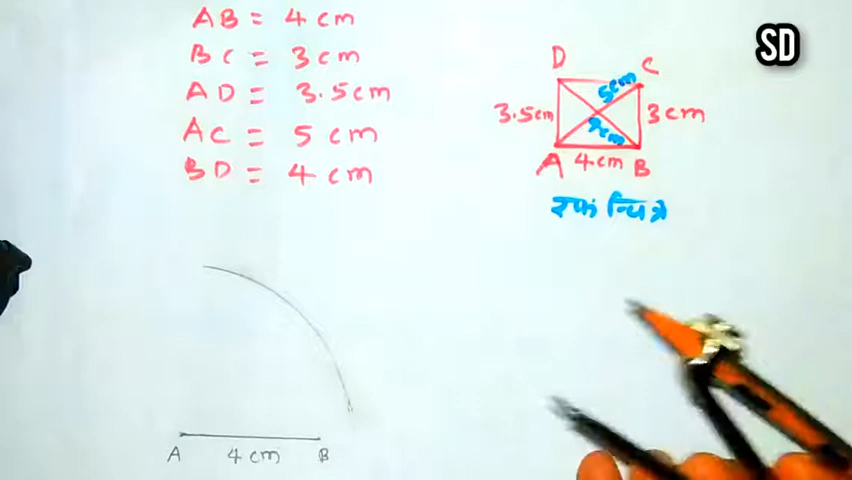 AB = 4 cm
BC = 3 cm
AD = 3.5 cm
AC = 5 cm
BD = 4 cm
SD
D
C
5cm
3.5cm
3cm
A
4cm
B
रफ चित्र
A
4 cm
B